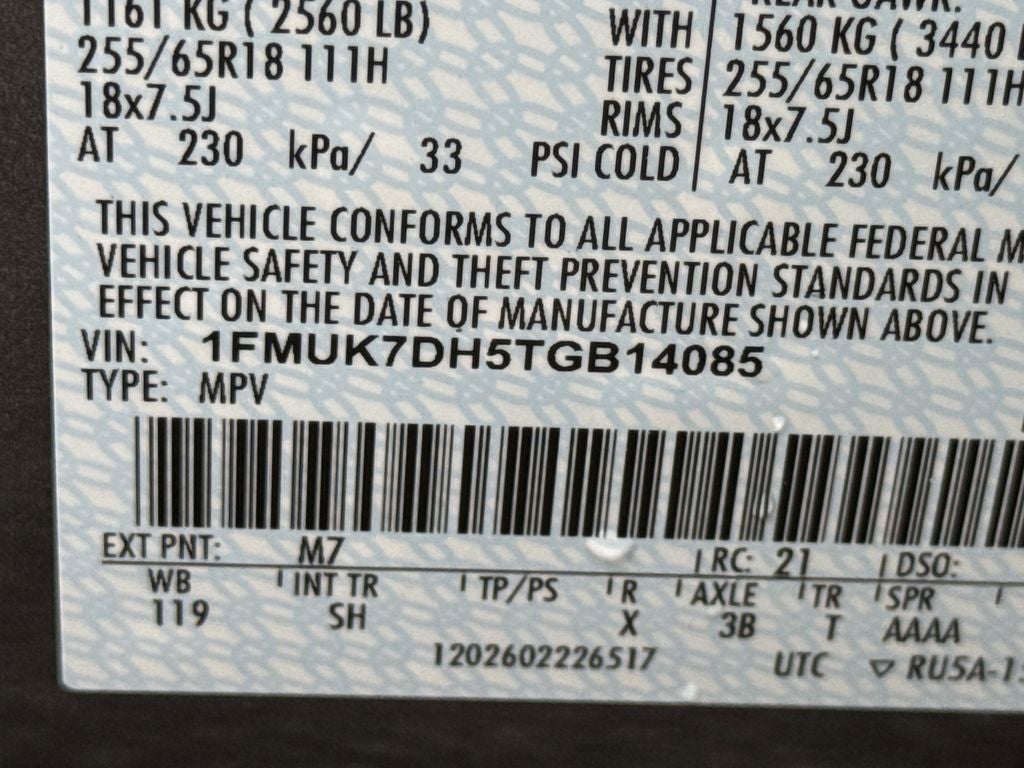 1161 KG ( 2560 LB) WITH 1560 KG ( 3440
255/65R18 111H TIRES 255/65R18 111H
18x7.5J RIMS 18x7.5J
AT 230 kPa/ 33 PSI COLD AT 230 kPa/
THIS VEHICLE CONFORMS TO ALL APPLICABLE FEDERAL M
VEHICLE SAFETY AND THEFT PREVENTION STANDARDS IN
EFFECT ON THE DATE OF MANUFACTURE SHOWN ABOVE.
VIN: 1FMUK7DH5TGB14085
TYPE: MPV
EXT PNT: M7 RC: 21 DSO:
WB INT TR TP/PS R AXLE TR SPR
119 SH X 3B T AAAA
1202602226517 UTC ▽ RU5A-